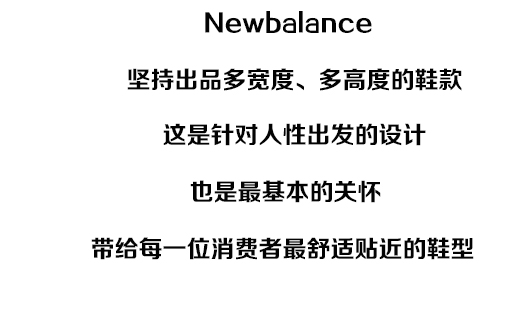 Newbalance
坚持出品多宽度、多高度的鞋款
这是针对人性出发的设计
也是最基本的关怀
带给每一位消费者最舒适贴近的鞋型